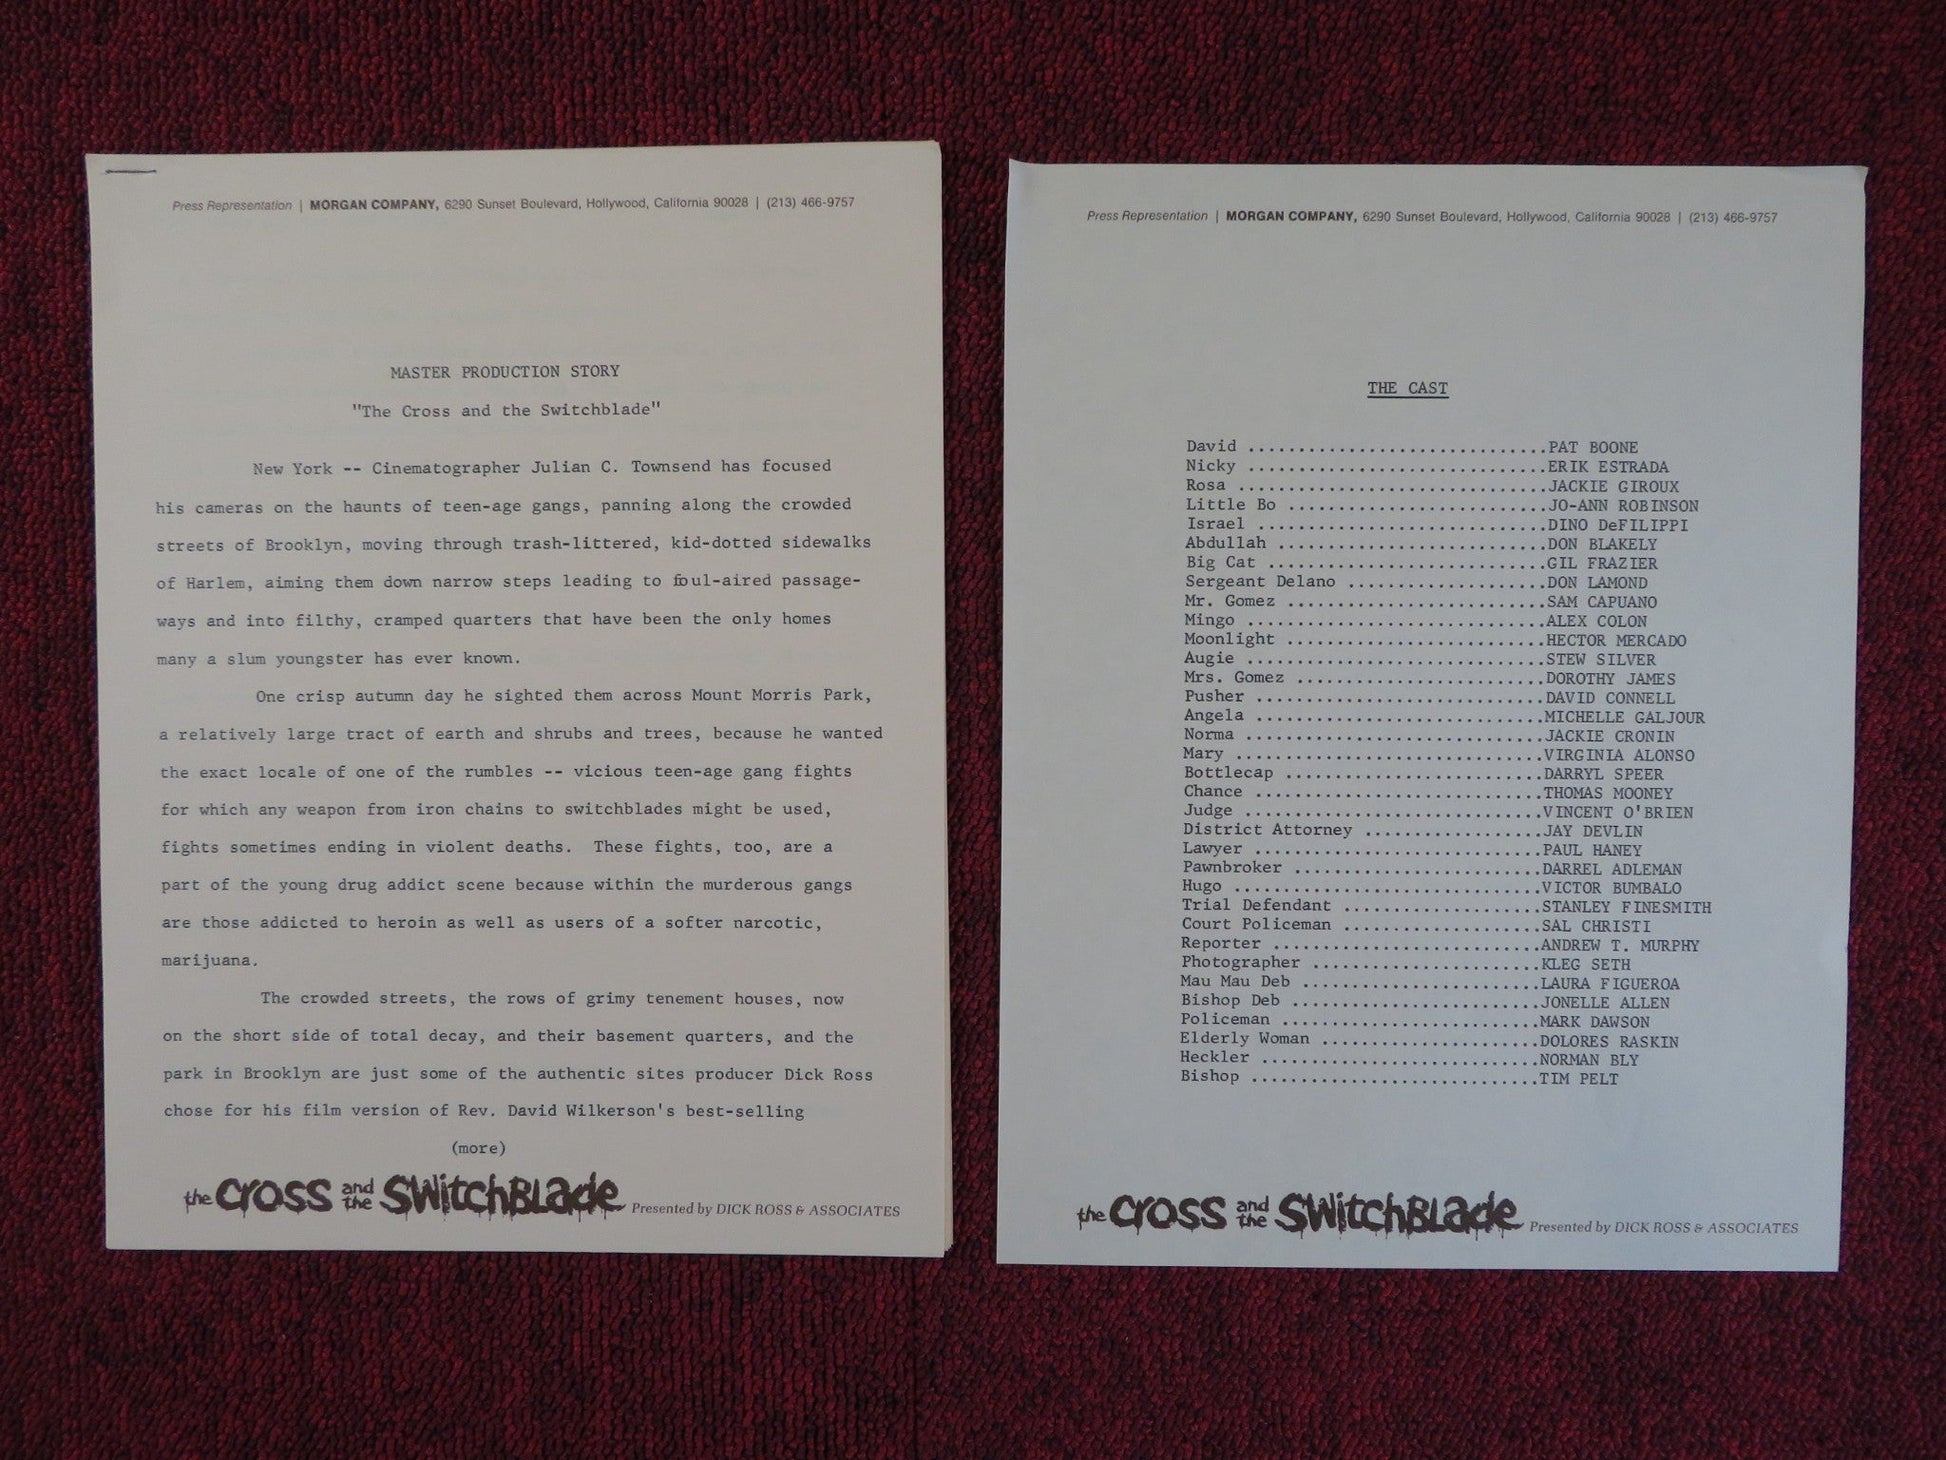 Press Representation | MORGAN COMPANY, 6290 Sunset Boulevard, Hollywood, California 90028 | (213) 466-9757
MASTER PRODUCTION STORY
"The Cross and the Switchblade"
New York -- Cinematographer Julian C. Townsend has focused
his cameras on the haunts of teen-age gangs, panning along the crowded
streets of Brooklyn, moving through trash-littered, kid-dotted sidewalks
of Harlem, aiming them down narrow steps leading to foul-aired passage-
ways and into filthy, cramped quarters that have been the only homes
many a slum youngster has ever known.
One crisp autumn day he sighted them across Mount Morris Park,
a relatively large tract of earth and shrubs and trees, because he wanted
the exact locale of one of the rumbles -- vicious teen-age gang fights
for which any weapon from iron chains to switchblades might be used,
fights sometimes ending in violent deaths. These fights, too, are a
part of the young drug addict scene because within the murderous gangs
are those addicted to heroin as well as users of a softer narcotic,
marijuana.
The crowded streets, the rows of grimy tenement houses, now
on the short side of total decay, and their basement quarters, and the
park in Brooklyn are just some of the authentic sites producer Dick Ross
chose for his film version of Rev. David Wilkerson's best-selling
(more)
the CROSS and the SWitchBLade Presented by DICK ROSS & ASSOCIATES
Press Representation | MORGAN COMPANY, 6290 Sunset Boulevard, Hollywood, California 90028 | (213) 466-9757
THE CAST
David ..............................PAT BOONE
Nicky ..............................ERIK ESTRADA
Rosa ...............................JACKIE GIROUX
Little Bo ..........................JO-ANN ROBINSON
Israel .............................DINO DeFILIPPI
Abdullah ...........................DON BLAKELY
Big Cat ............................GIL FRAZIER
Sergeant Delano ....................DON LAMOND
Mr. Gomez ..........................SAM CAPUANO
Mingo ..............................ALEX COLON
Moonlight ..........................HECTOR MERCADO
Augie ..............................STEW SILVER
Mrs. Gomez .........................DOROTHY JAMES
Pusher .............................DAVID CONNELL
Angela .............................MICHELLE GALJOUR
Norma ..............................JACKIE CRONIN
Mary ...............................VIRGINIA ALONSO
Bottlecap ..........................DARRYL SPEER
Chance .............................THOMAS MOONEY
Judge ..............................VINCENT O'BRIEN
District Attorney ..................JAY DEVLIN
Lawyer .............................PAUL HANEY
Pawnbroker .........................DARREL ADLEMAN
Hugo ...............................VICTOR BUMBALO
Trial Defendant ....................STANLEY FINESMITH
Court Policeman ....................SAL CHRISTI
Reporter ...........................ANDREW T. MURPHY
Photographer .......................KLEG SETH
Mau Mau Deb ........................LAURA FIGUEROA
Bishop Deb .........................JONELLE ALLEN
Policeman ..........................MARK DAWSON
Elderly Woman ......................DOLORES RASKIN
Heckler ............................NORMAN BLY
Bishop .............................TIM PELT
the CROSS and the SWitchBLade Presented by DICK ROSS & ASSOCIATES